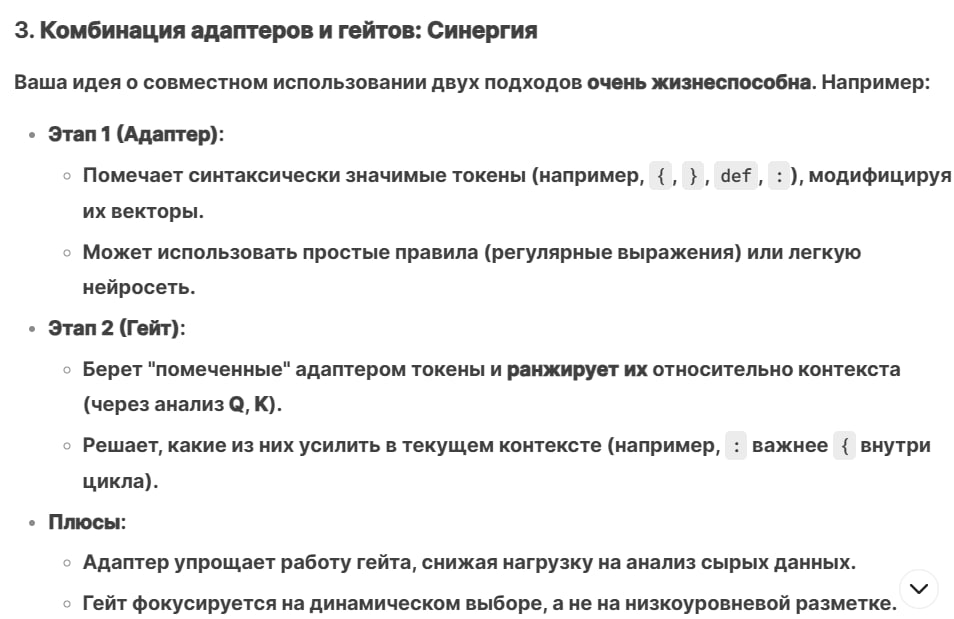 3. Комбинация адаптеров и гейтов: Синергия
Ваша идея о совместном использовании двух подходов очень жизнеспособна. Например:
• Этап 1 (Адаптер):
◦ Помечает синтаксически значимые токены (например, { , } , def , : ), модифицируя
их векторы.
◦ Может использовать простые правила (регулярные выражения) или легкую
нейросеть.
• Этап 2 (Гейт):
◦ Берет "помеченные" адаптером токены и ранжирует их относительно контекста
(через анализ Q, K).
◦ Решает, какие из них усилить в текущем контексте (например, : важнее { внутри
цикла).
• Плюсы:
◦ Адаптер упрощает работу гейта, снижая нагрузку на анализ сырых данных.
◦ Гейт фокусируется на динамическом выборе, а не на низкоуровневой разметке.